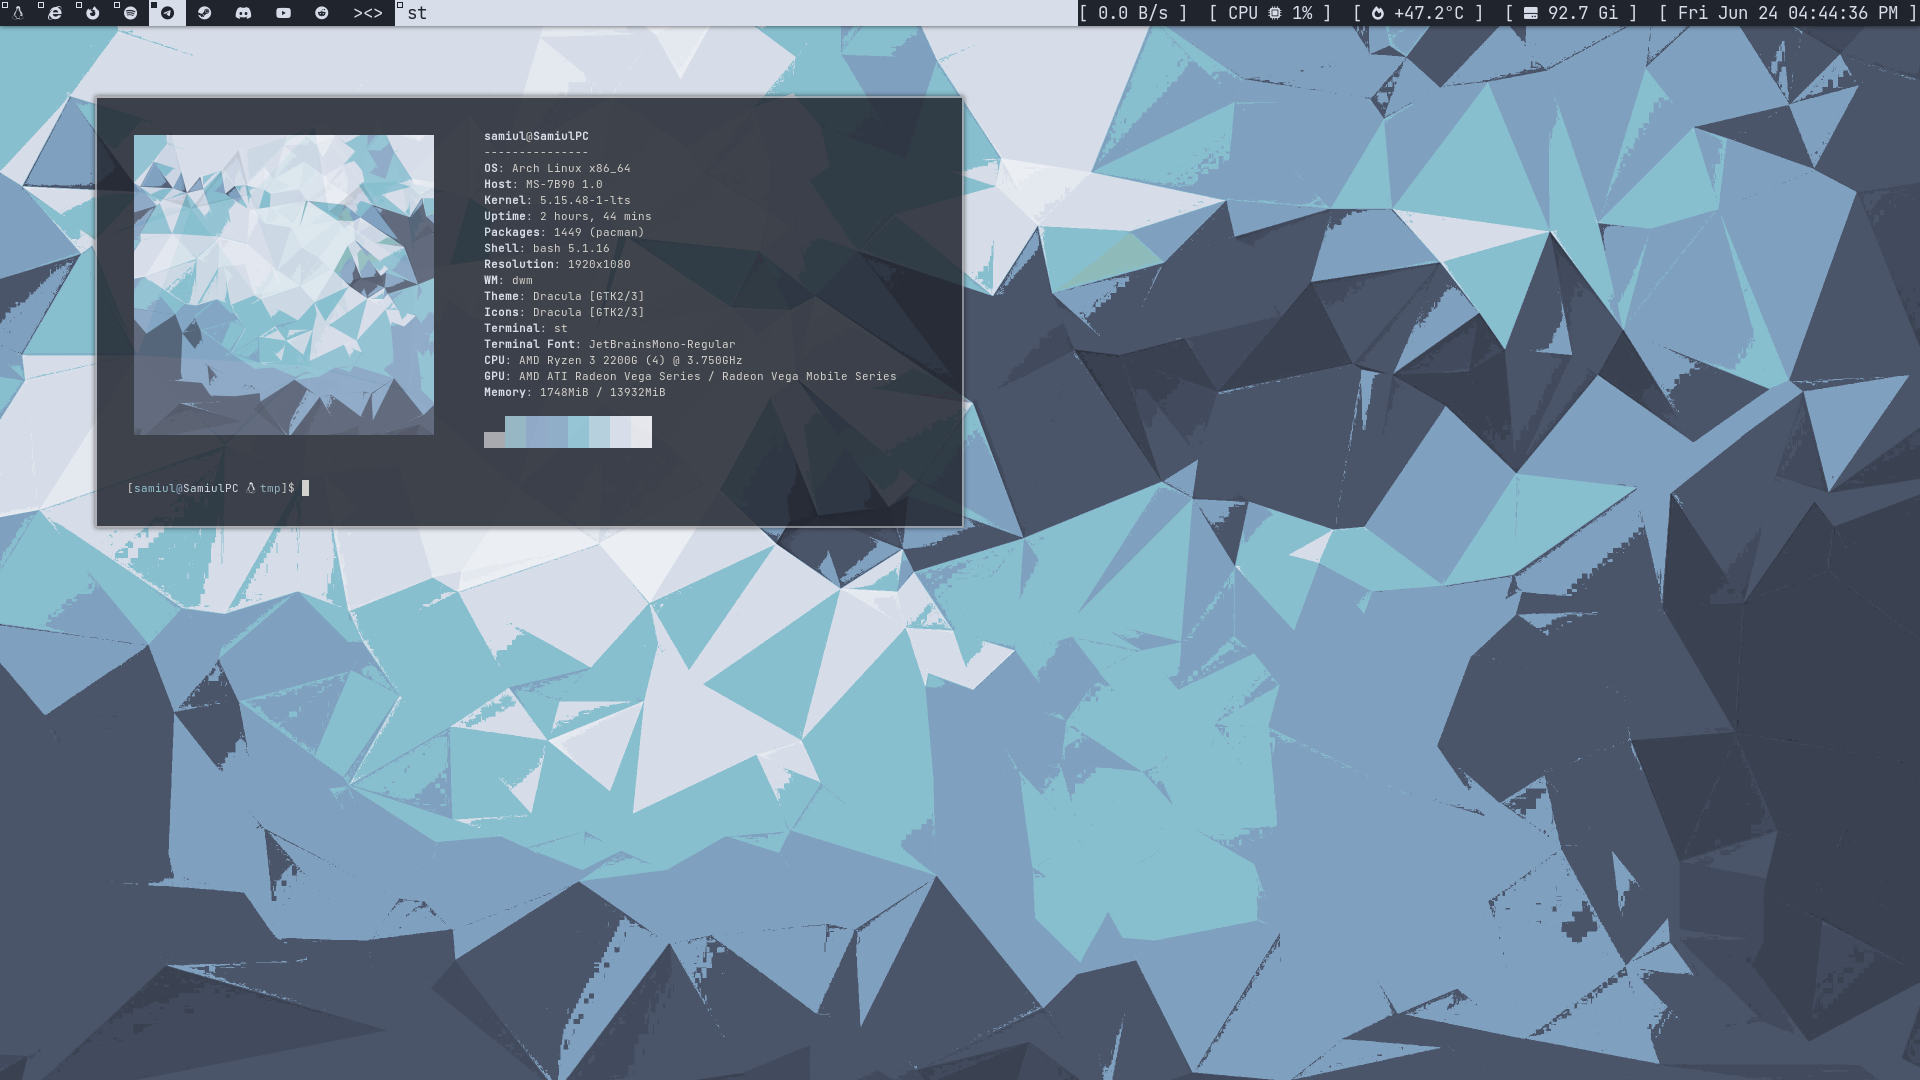 ><> st [ 0.0 B/s ] [ CPU 1% ] [ +47.2°C ] [ 92.7 Gi ] [ Fri Jun 24 04:44:36 PM ]
samiul@SamiulPC
---------------
OS: Arch Linux x86_64
Host: MS-7B90 1.0
Kernel: 5.15.48-1-lts
Uptime: 2 hours, 44 mins
Packages: 1449 (pacman)
Shell: bash 5.1.16
Resolution: 1920x1080
WM: dwm
Theme: Dracula [GTK2/3]
Icons: Dracula [GTK2/3]
Terminal: st
Terminal Font: JetBrainsMono-Regular
CPU: AMD Ryzen 3 2200G (4) @ 3.750GHz
GPU: AMD ATI Radeon Vega Series / Radeon Vega Mobile Series
Memory: 1748MiB / 13932MiB
[samiul@SamiulPC tmp]$